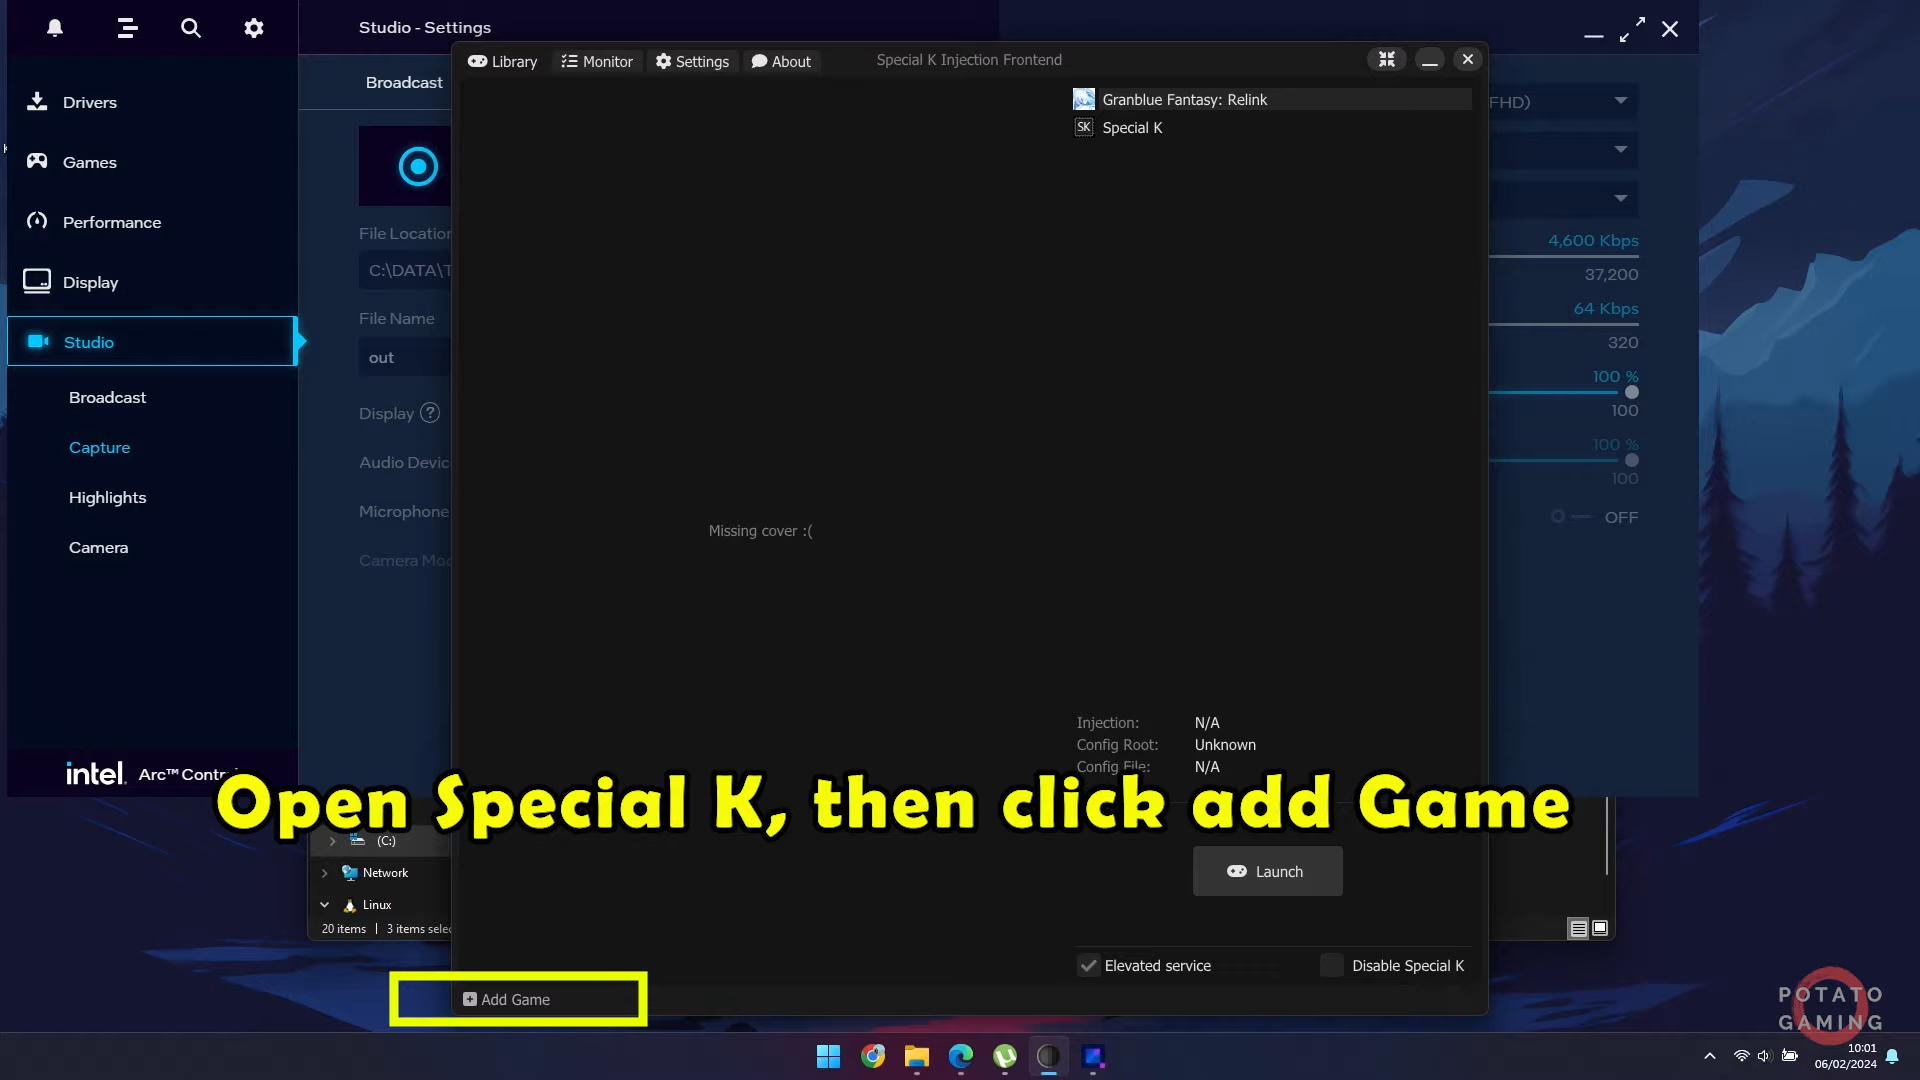 Studio - Settings
Library
Monitor
Settings
About
Special K Injection Frontend
Broadcast
Drivers
Games
Performance
Display
Studio
Broadcast
Capture
Highlights
Camera
intel.
File Location
C:\DATA\T
File Name
out
Display ?
Audio Device
Microphone
Granblue Fantasy: Relink
SK Special K
Missing cover :(
FHD)
4,600 Kbps
37,200
64 Kbps
320
100 %
100
100 %
100
OFF
Injection: N/A
Config Root: Unknown
Config File: N/A
Open Special K, then click add Game
(C:)
Network
Linux
20 items
Launch
Elevated service
Disable Special K
Add Game
POTATO
GAMING
10:01
06/02/2024